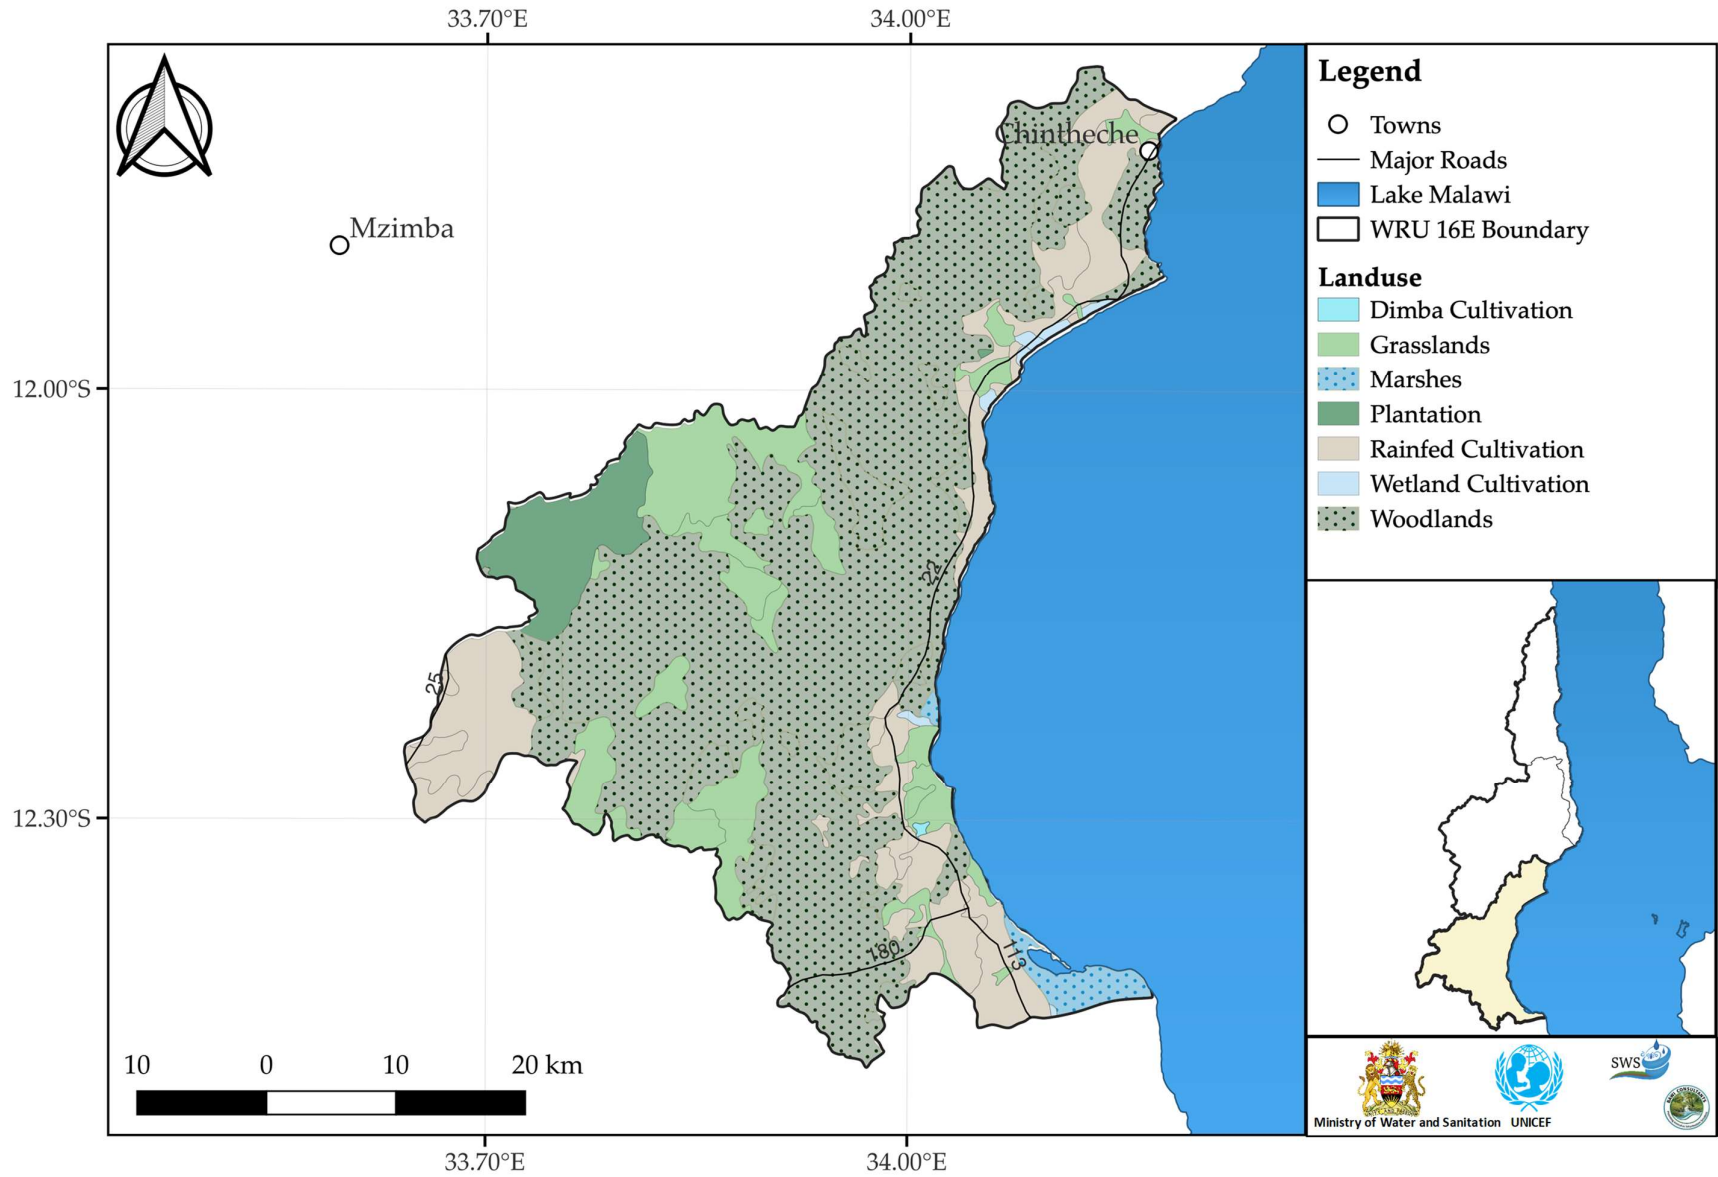 33.70°E
34.00°E
Chintheche
Mzimba
12.00°S
22
25
12.30°S
180
113
10 0 10 20 km
33.70°E
34.00°E
Legend
Towns
Major Roads
Lake Malawi
WRU 16E Boundary
Landuse
Dimba Cultivation
Grasslands
Marshes
Plantation
Rainfed Cultivation
Wetland Cultivation
Woodlands
SWS
Ministry of Water and Sanitation
UNICEF